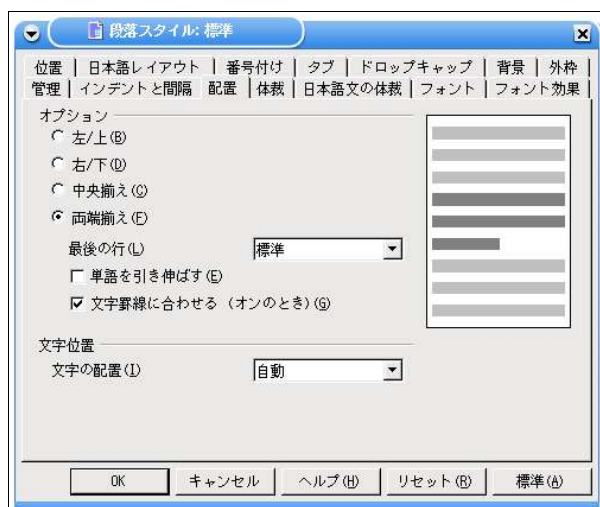 段落スタイル: 標準
位置 日本語レイアウト 番号付け タブ ドロップキャップ 背景 外枠
管理 インデントと間隔 配置 体裁 日本語文の体裁 フォント フォント効果
オプション
左/上(B)
右/下(D)
中央揃え(C)
両端揃え(F)
最後の行(L) 標準
単語を引き伸ばす(E)
文字罫線に合わせる (オンのとき)(G)
文字位置
文字の配置(I) 自動
OK キャンセル ヘルプ(H) リセット(R) 標準(A)